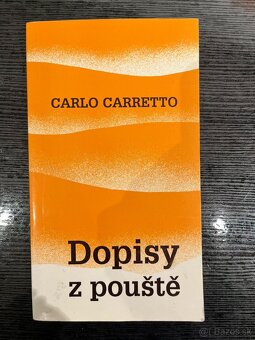 CARLO CARRETTO
Dopisy
z pouště
Bazos.sk